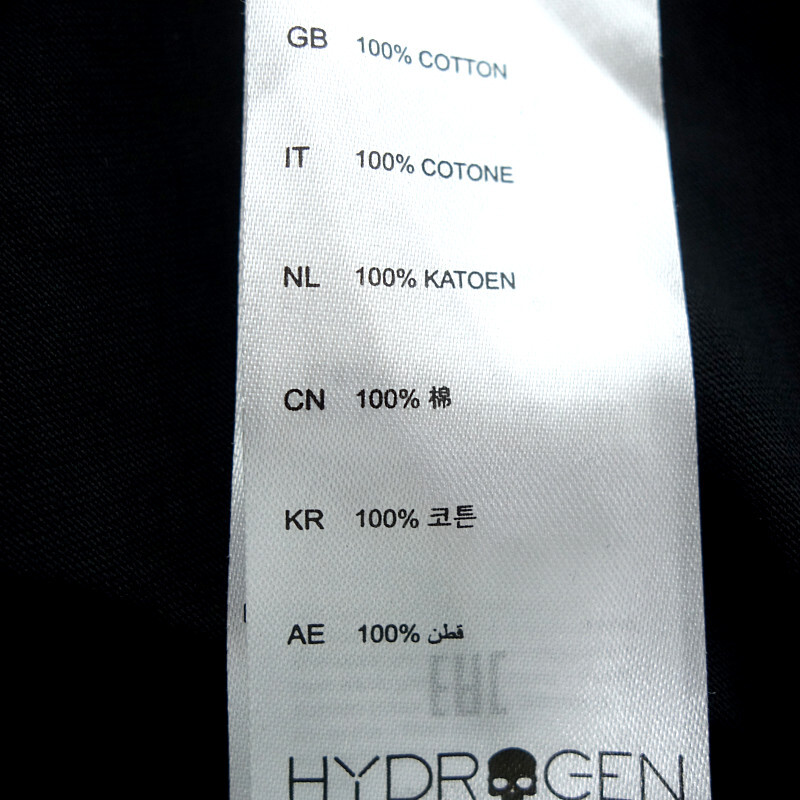 GB 100% COTTON
IT 100% COTONE
NL 100% KATOEN
CN 100% 棉
KR 100% 코튼
AE 100% قطن
EAC
HYDROGEN